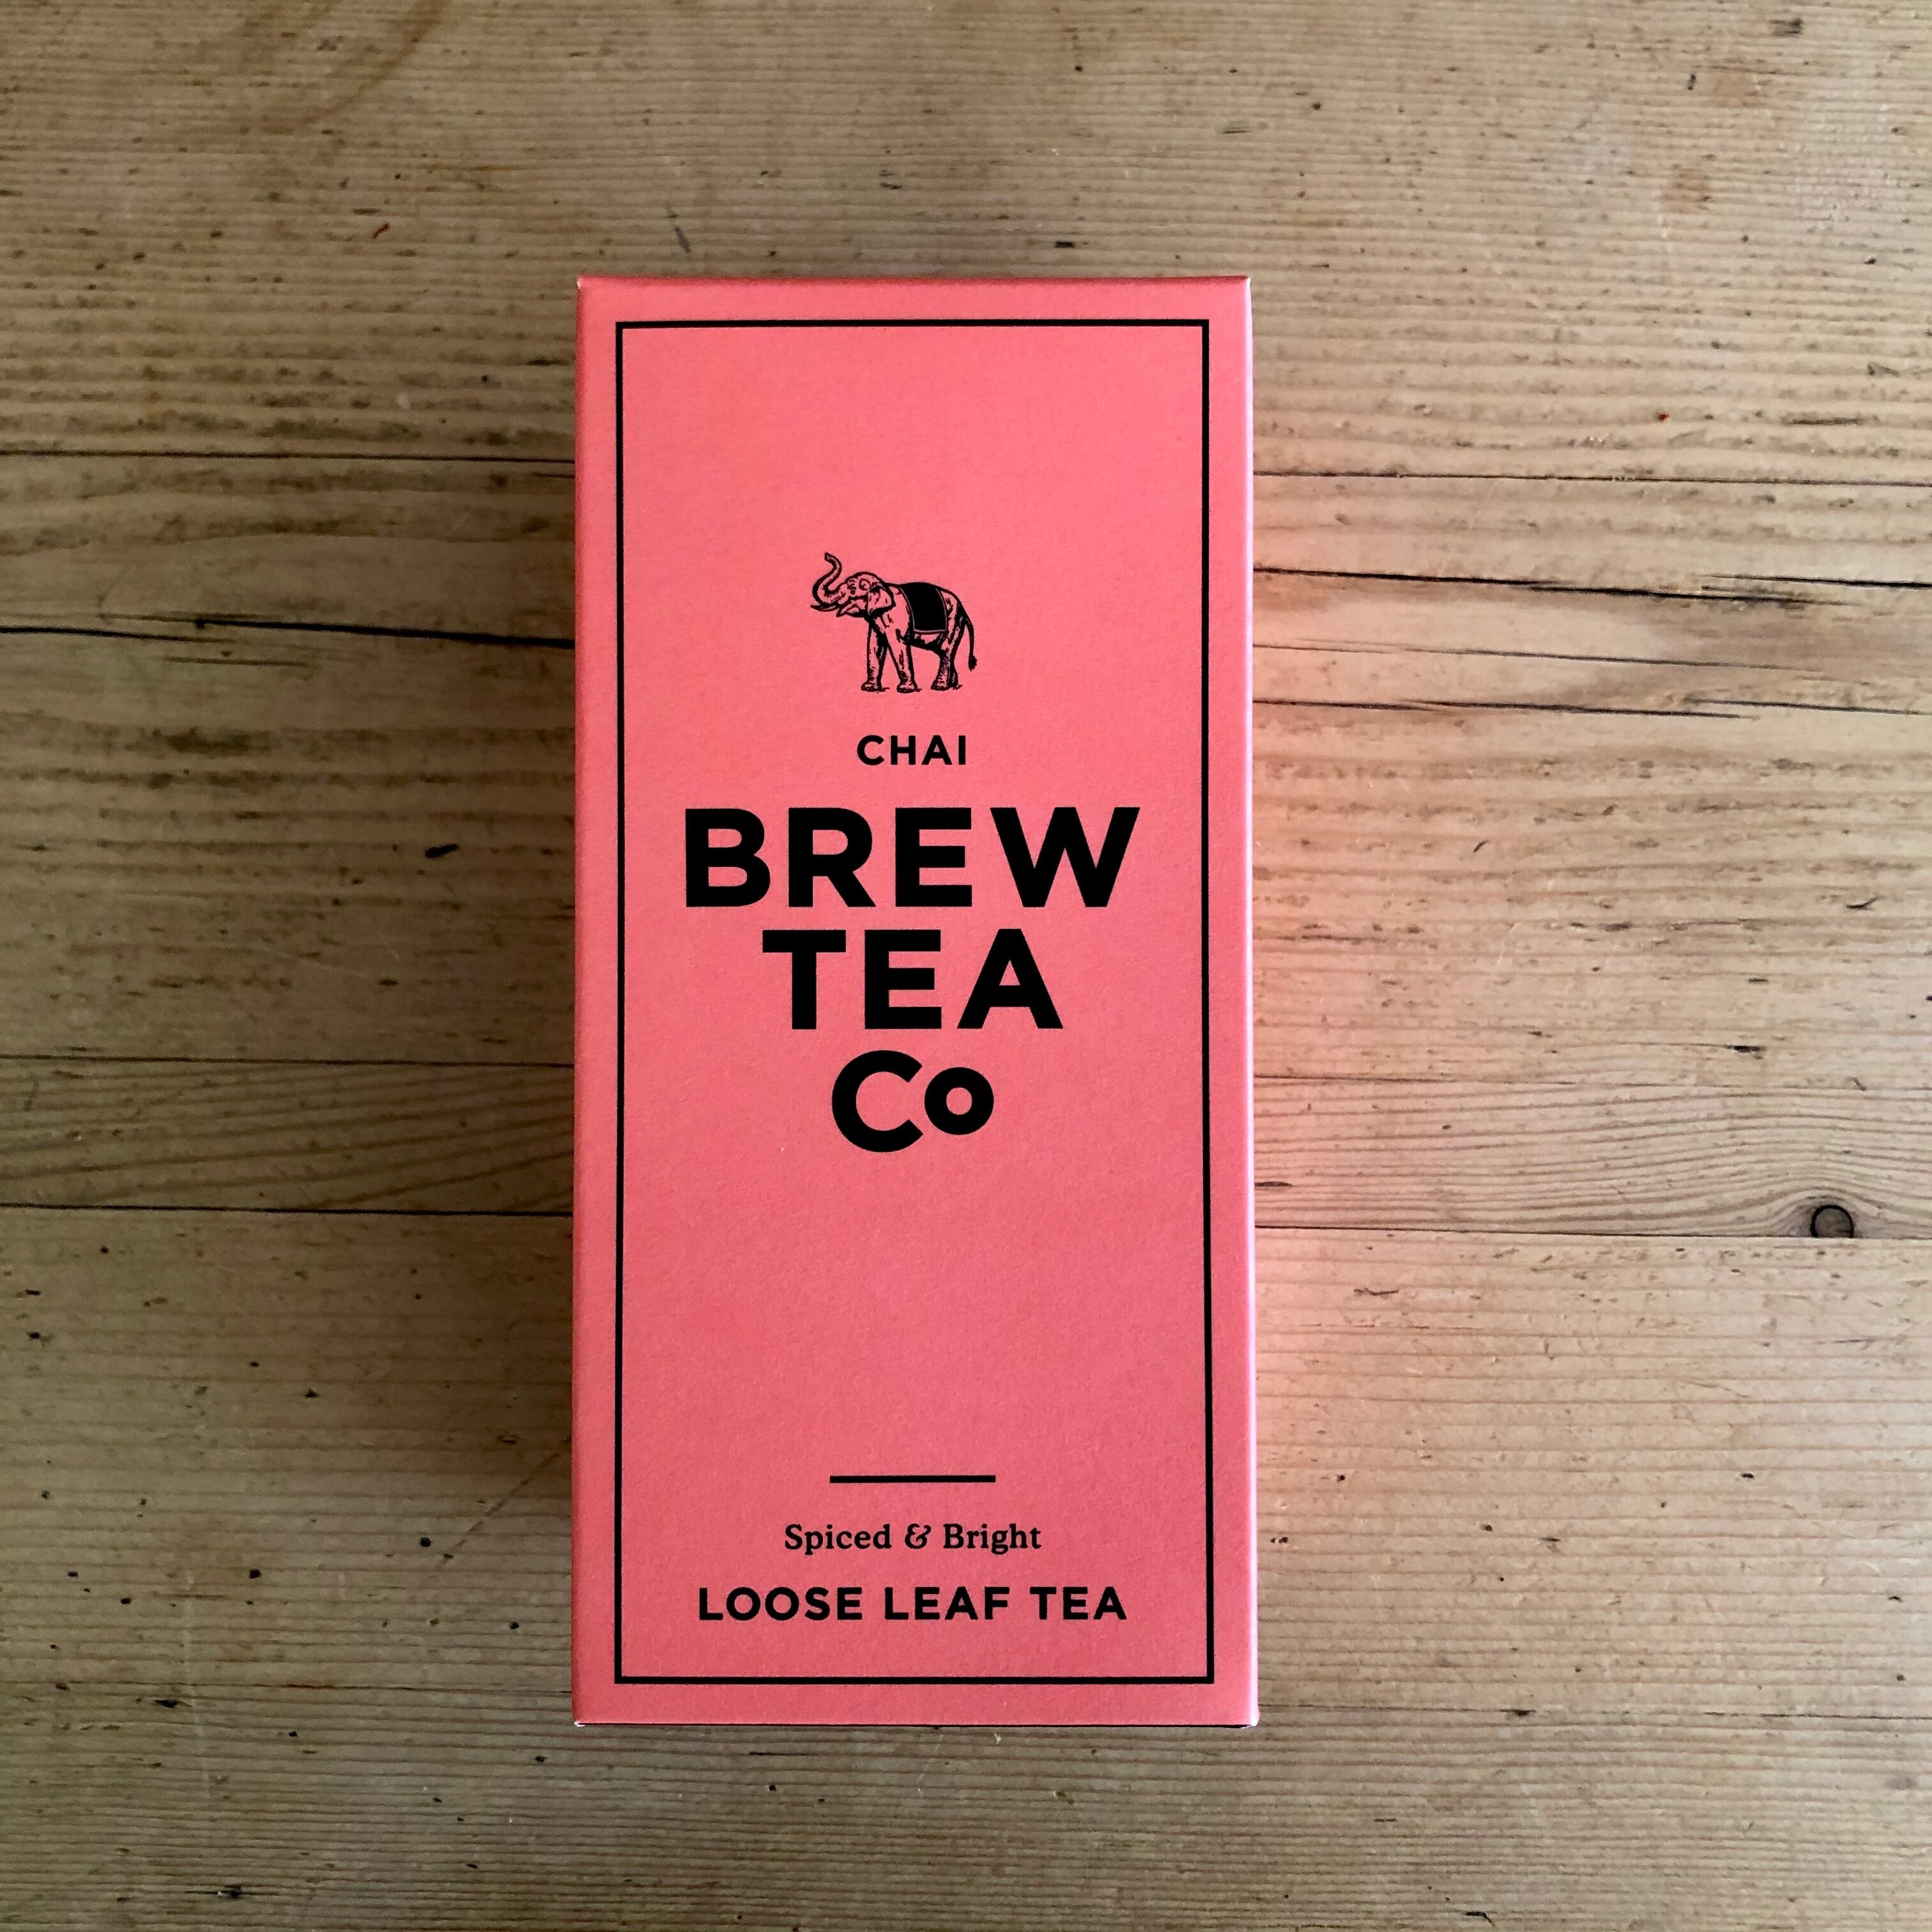 CHAI
BREW
TEA
Co
Spiced & Bright
LOOSE LEAF TEA